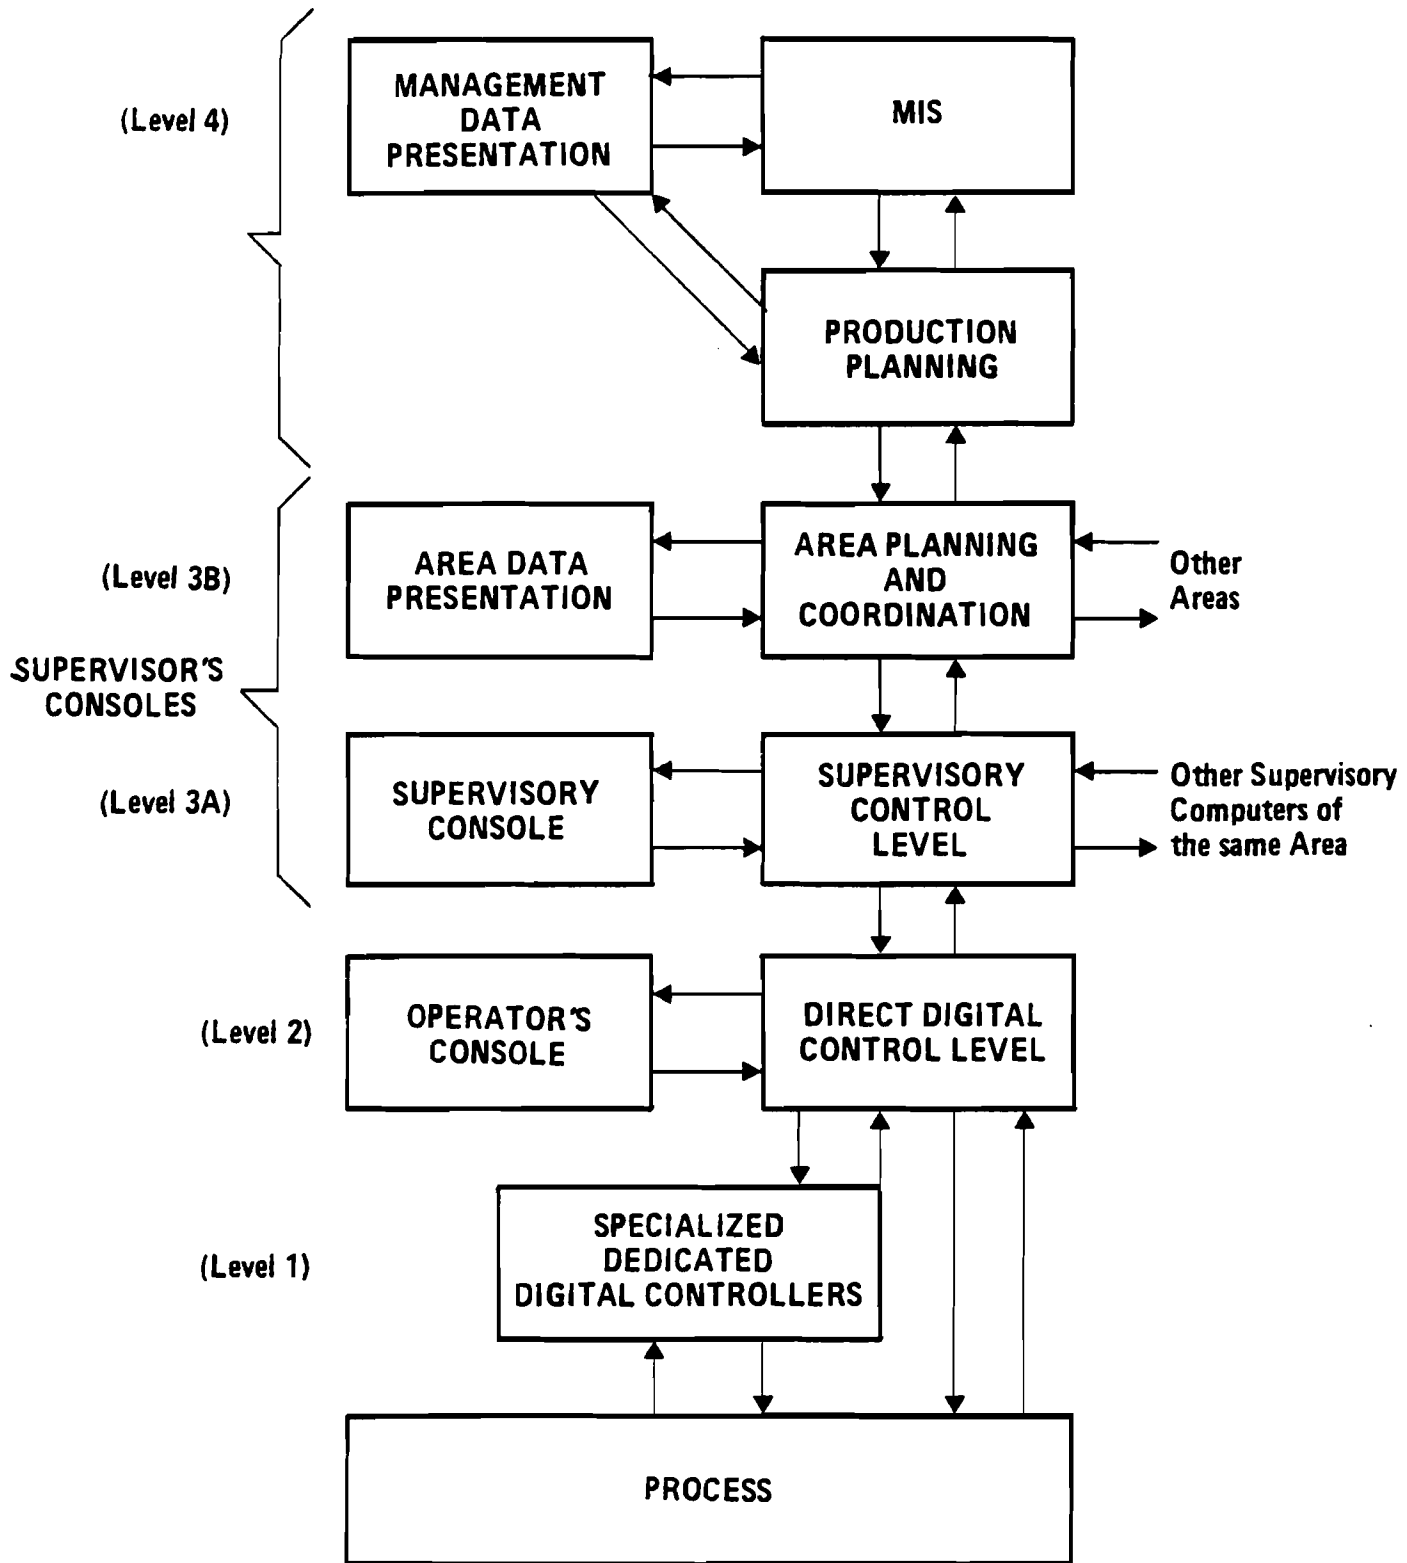 (Level 4)
MANAGEMENT
DATA
PRESENTATION
MIS
PRODUCTION
PLANNING
(Level 3B)
AREA DATA
PRESENTATION
AREA PLANNING
AND
COORDINATION
Other
Areas
SUPERVISOR'S
CONSOLES
(Level 3A)
SUPERVISORY
CONSOLE
SUPERVISORY
CONTROL
LEVEL
Other Supervisory
Computers of
the same Area
(Level 2)
OPERATOR'S
CONSOLE
DIRECT DIGITAL
CONTROL LEVEL
(Level 1)
SPECIALIZED
DEDICATED
DIGITAL CONTROLLERS
PROCESS